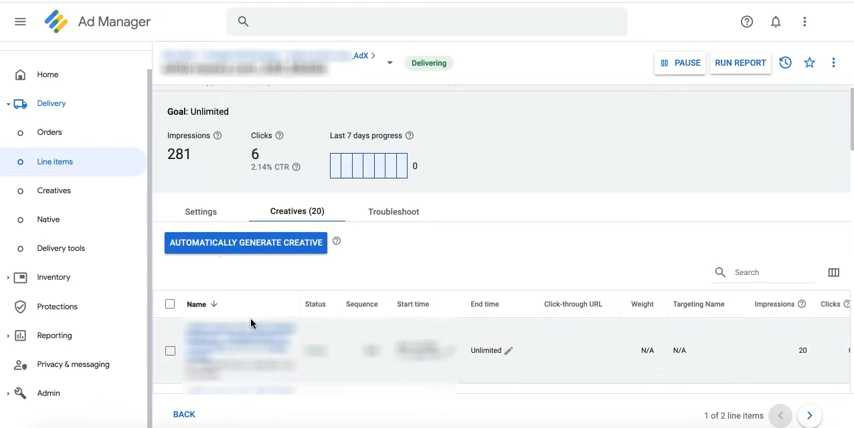 Ad Manager
AdX
Delivering
PAUSE
RUN REPORT
Home
Delivery
Orders
Line items
Creatives
Native
Delivery tools
Inventory
Protections
Reporting
Privacy & messaging
Admin
Goal: Unlimited
Impressions Clicks Last 7 days progress
281 6 0
2.14% CTR
Settings Creatives (20) Troubleshoot
AUTOMATICALLY GENERATE CREATIVE
Search
Name Status Sequence Start time End time Click-through URL Weight Targeting Name Impressions Clicks
Unlimited N/A N/A 20
BACK 1 of 2 line items